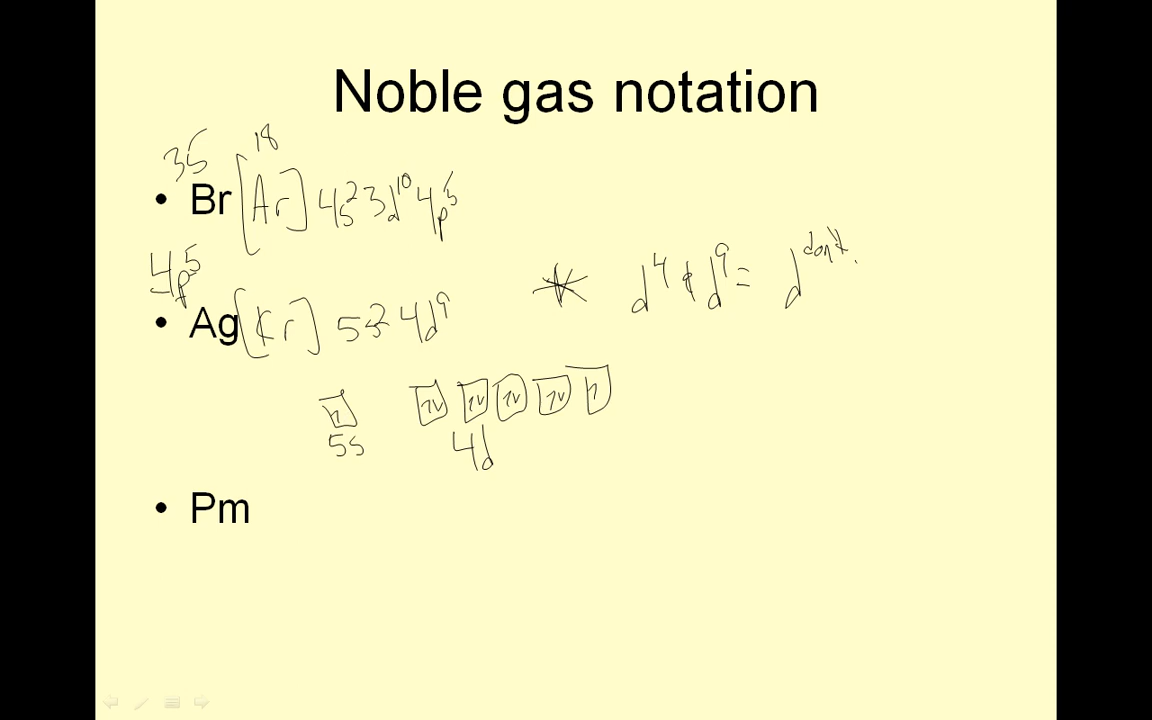 Noble gas notation
35 18
• Br [Ar] 4s² 3d¹⁰ 4p⁵
4p⁵
• Ag [Kr] 5s² 4d⁹
* d⁴ & d⁹ = d don't
5s 4d
• Pm